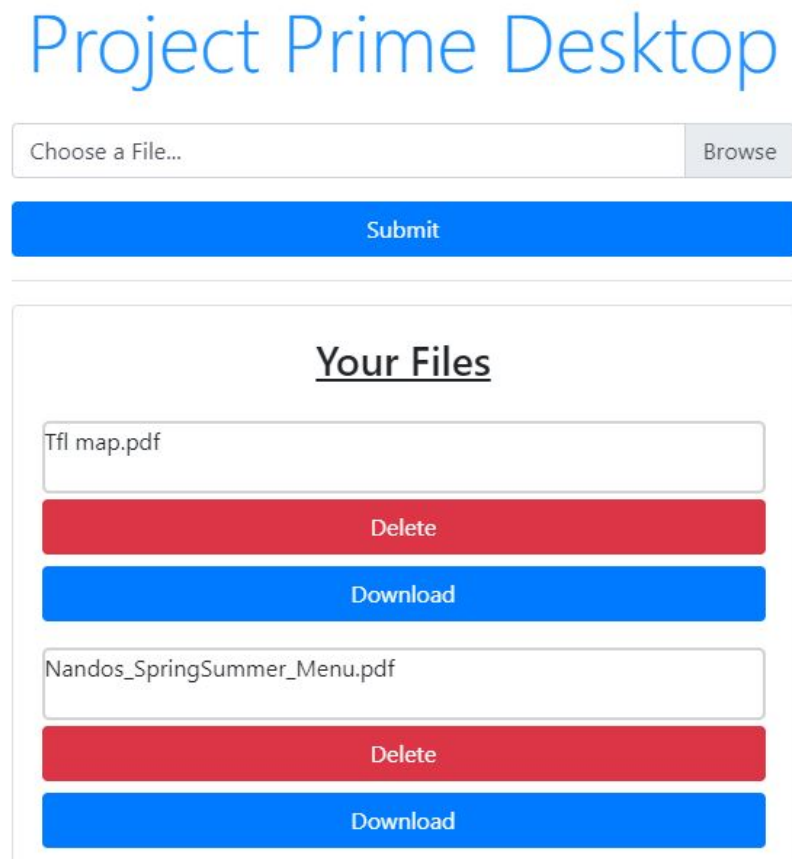 Project Prime Desktop
Choose a File... Browse
Submit
Your Files
Tfl map.pdf
Delete
Download
Nandos_SpringSummer_Menu.pdf
Delete
Download